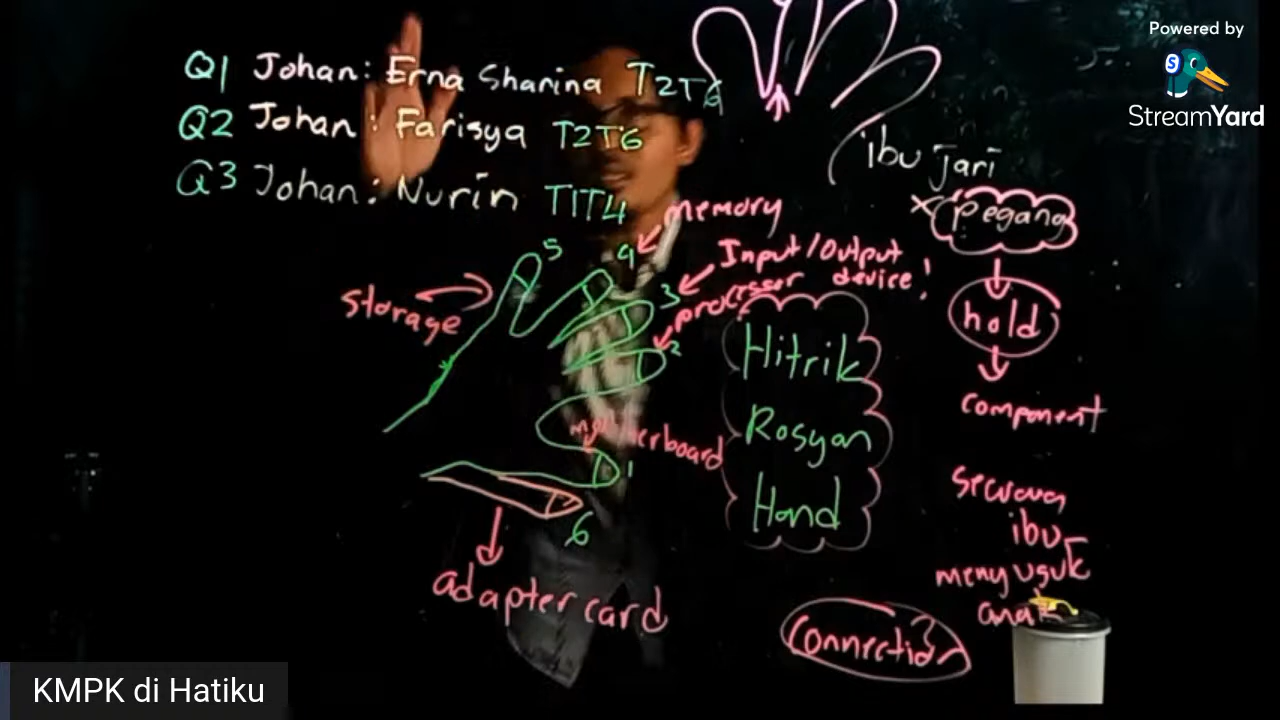 Powered by
StreamYard
Q1 Johan: Erna Sharina T2T6
Q2 Johan: Farisya T2T6
Q3 Johan: Nurin T1T4
ibu jari
x pegang
hold
component
memory
Input/Output
device!
processor
storage
5
4
3
2
1
6
motherboard
Hitrik
Rosyan
Hand
adapter card
ibu
menyusuk
anak
connection
KMPK di Hatiku